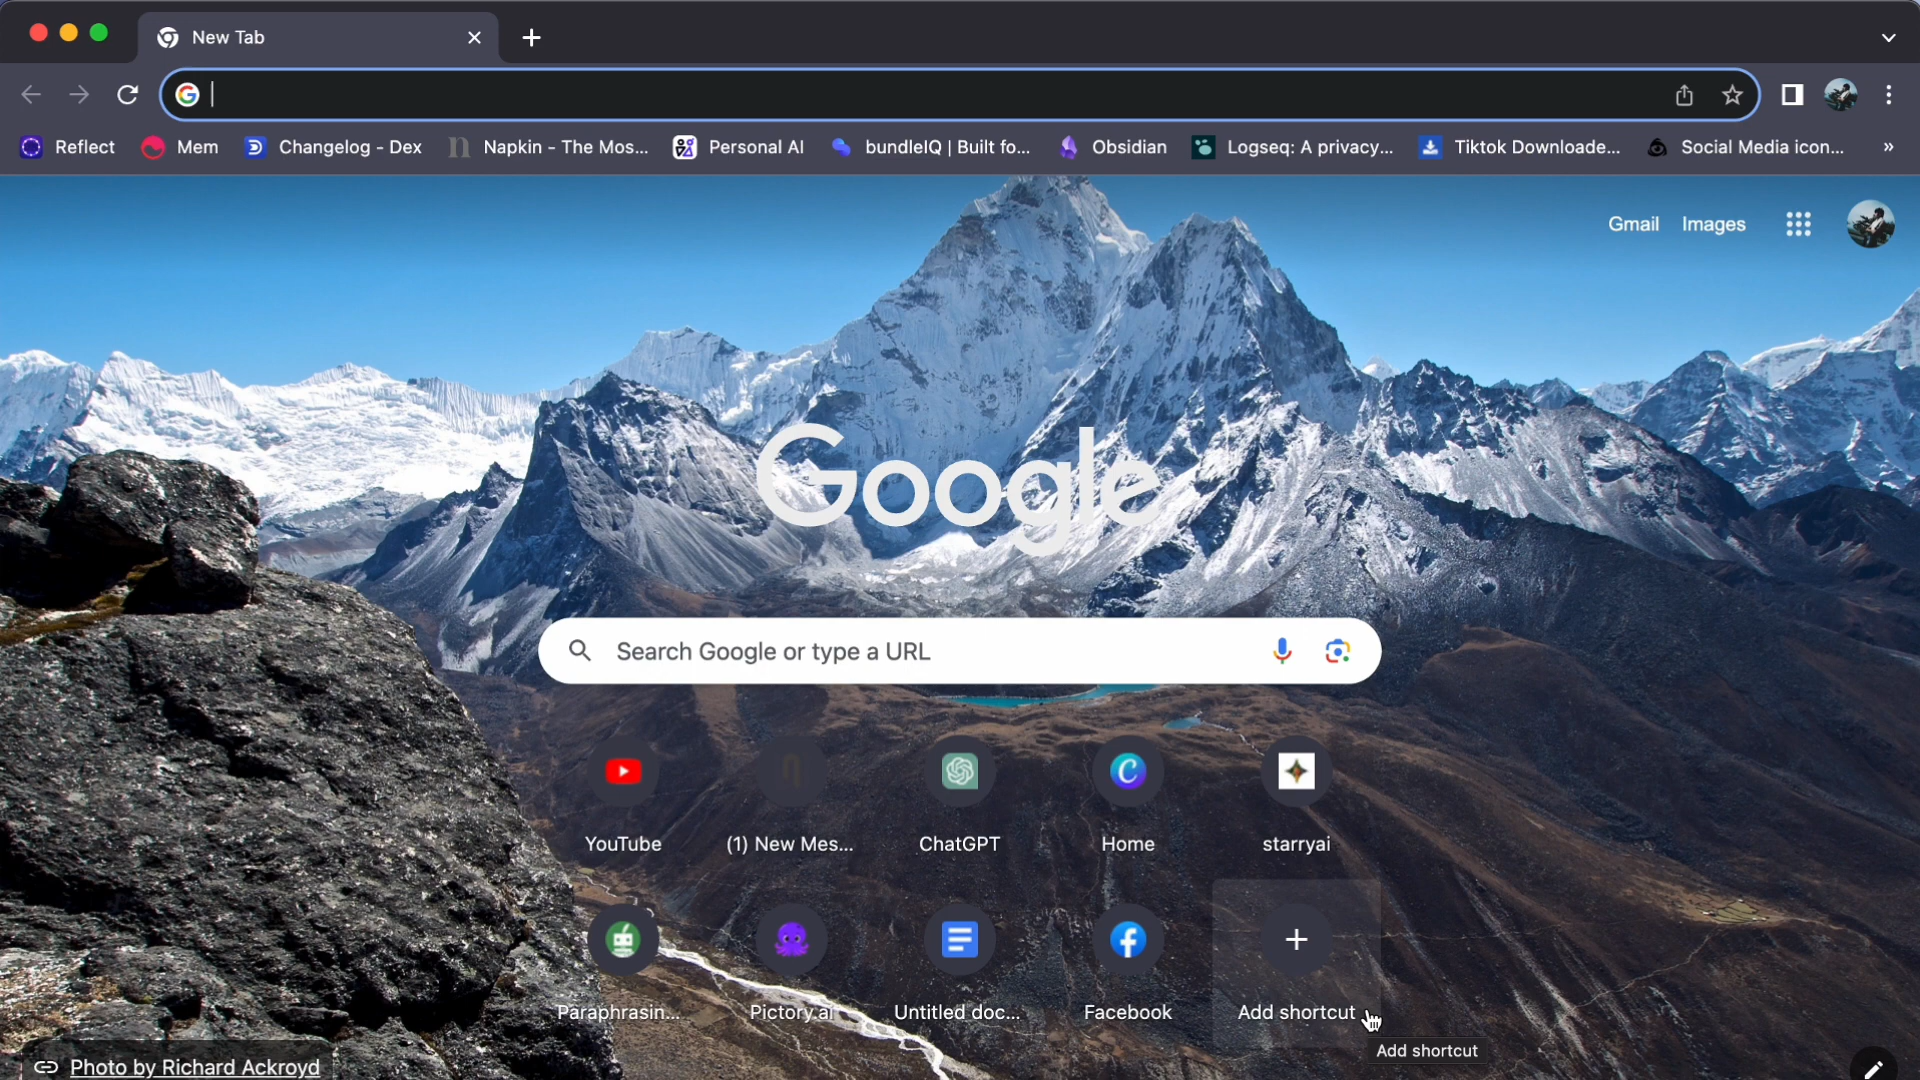 New Tab
Reflect Mem Changelog - Dex Napkin - The Mos... Personal AI bundleIQ | Built fo... Obsidian Logseq: A privacy... Tiktok Downloade... Social Media icon... »
Gmail Images
Google
Search Google or type a URL
YouTube (1) New Mes... ChatGPT Home starryai
Paraphrasin... Pictory.ai Untitled doc... Facebook Add shortcut
Add shortcut
Photo by Richard Ackroyd